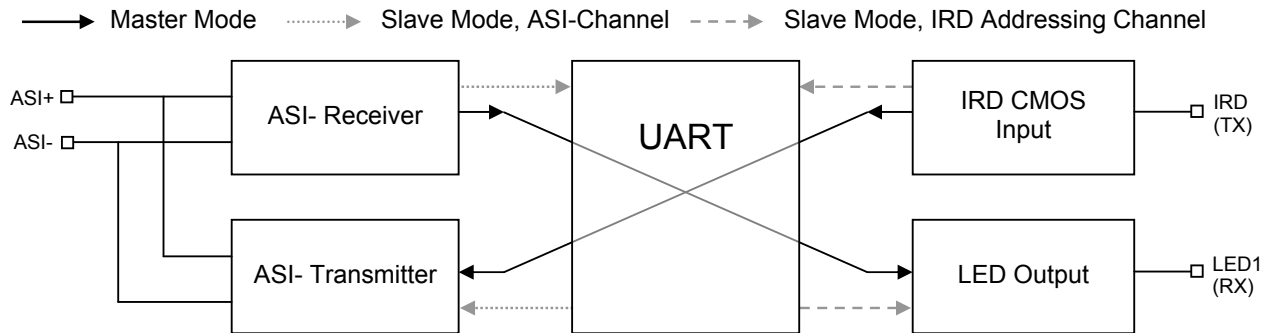 Master Mode
Slave Mode, ASI-Channel
Slave Mode, IRD Addressing Channel
ASI+
ASI-
ASI- Receiver
UART
IRD CMOS
Input
IRD
(TX)
ASI- Transmitter
LED Output
LED1
(RX)